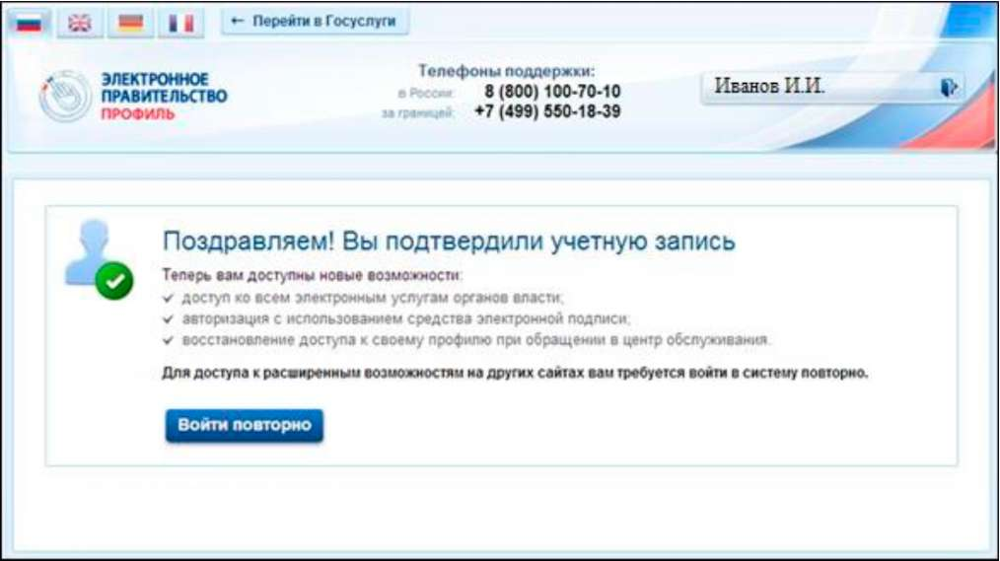 ← Перейти в Госуслуги
ЭЛЕКТРОННОЕ
ПРАВИТЕЛЬСТВО
ПРОФИЛЬ
Телефоны поддержки:
в России: 8 (800) 100-70-10
за границей: +7 (499) 550-18-39
Иванов И.И.
Поздравляем! Вы подтвердили учетную запись
Теперь вам доступны новые возможности:
✓ доступ ко всем электронным услугам органов власти;
✓ авторизация с использованием средства электронной подписи;
✓ восстановление доступа к своему профилю при обращении в центр обслуживания.
Для доступа к расширенным возможностям на других сайтах вам требуется войти в систему повторно.
Войти повторно